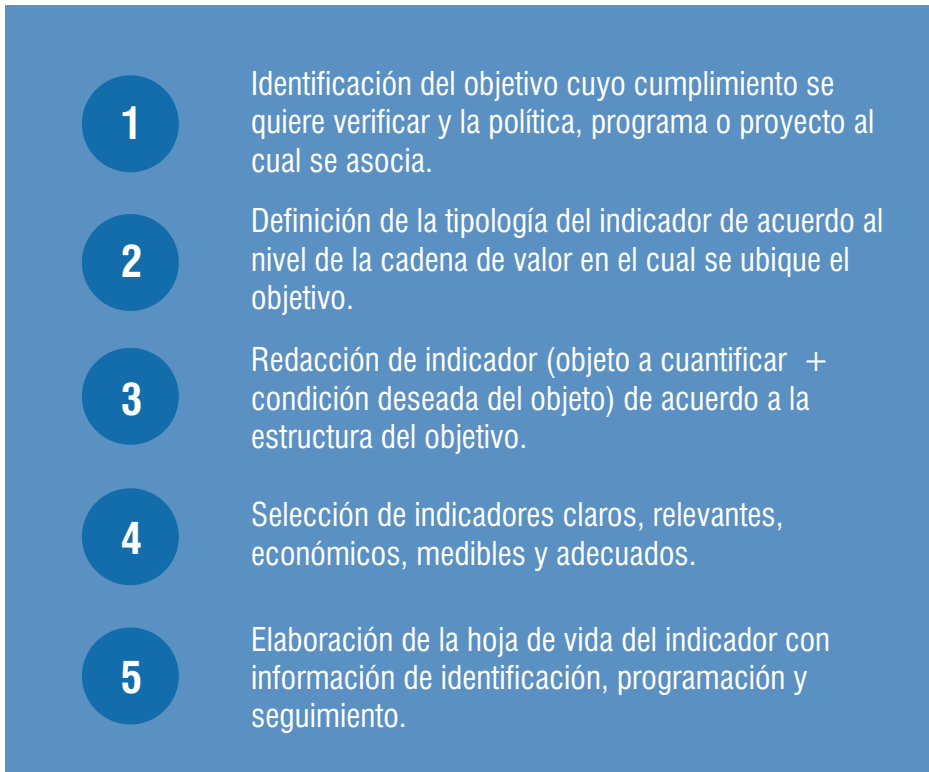 1
Identificación del objetivo cuyo cumplimiento se
quiere verificar y la política, programa o proyecto al
cual se asocia.
2
Definición de la tipología del indicador de acuerdo al
nivel de la cadena de valor en el cual se ubique el
objetivo.
3
Redacción de indicador (objeto a cuantificar +
condición deseada del objeto) de acuerdo a la
estructura del objetivo.
4
Selección de indicadores claros, relevantes,
económicos, medibles y adecuados.
5
Elaboración de la hoja de vida del indicador con
información de identificación, programación y
seguimiento.